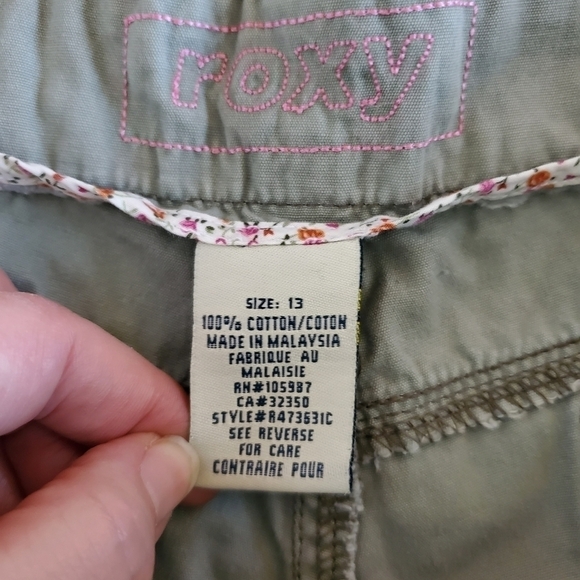 roxy
SIZE: 13
100% COTTON/COTON
MADE IN MALAYSIA
FABRIQUE AU
MALAISIE
RN#105987
CA#32350
STYLE#R473631C
SEE REVERSE
FOR CARE
CONTRAIRE POUR